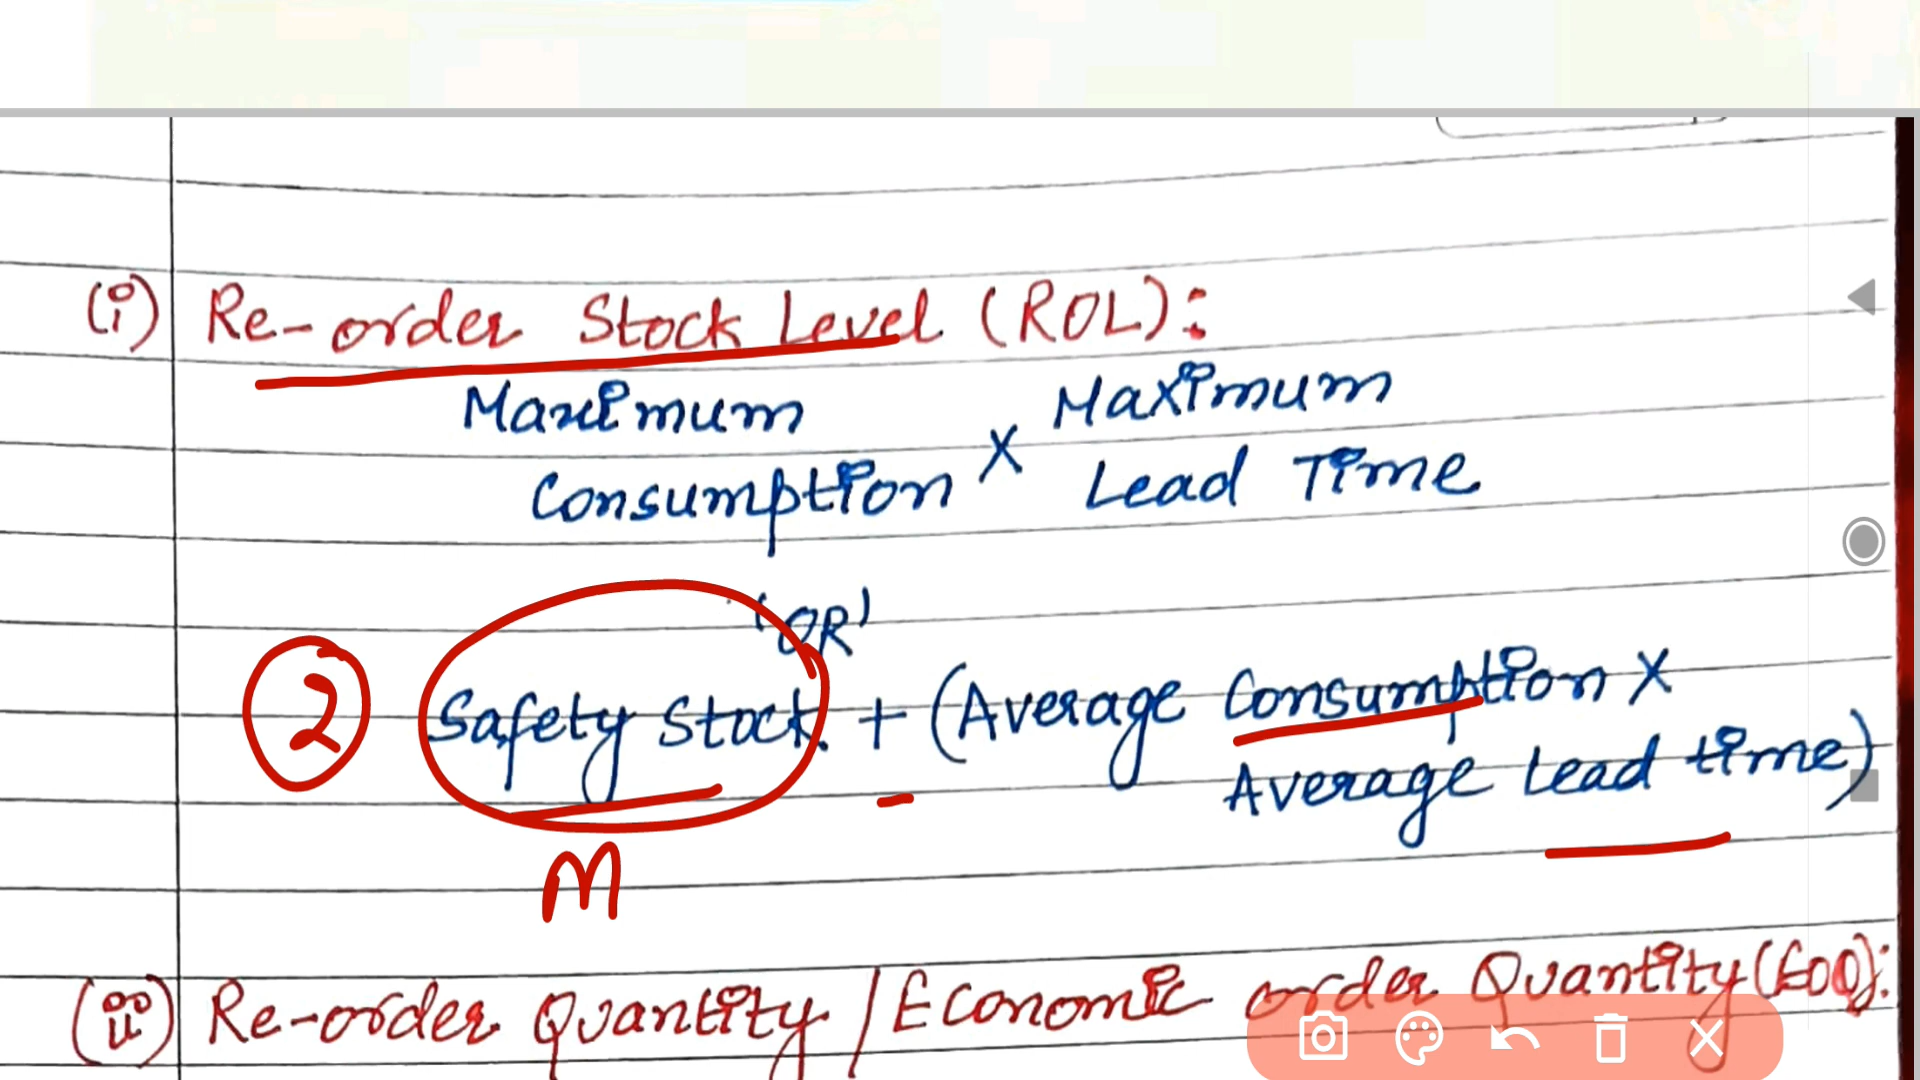 (i) Re-order Stock Level (ROL):
Maximum Maximum
Consumption X Lead Time
'OR'
2 Safety Stock + (Average Consumption X
Average Lead time)
M
(ii) Re-order Quantity / Economic order Quantity (EOQ):